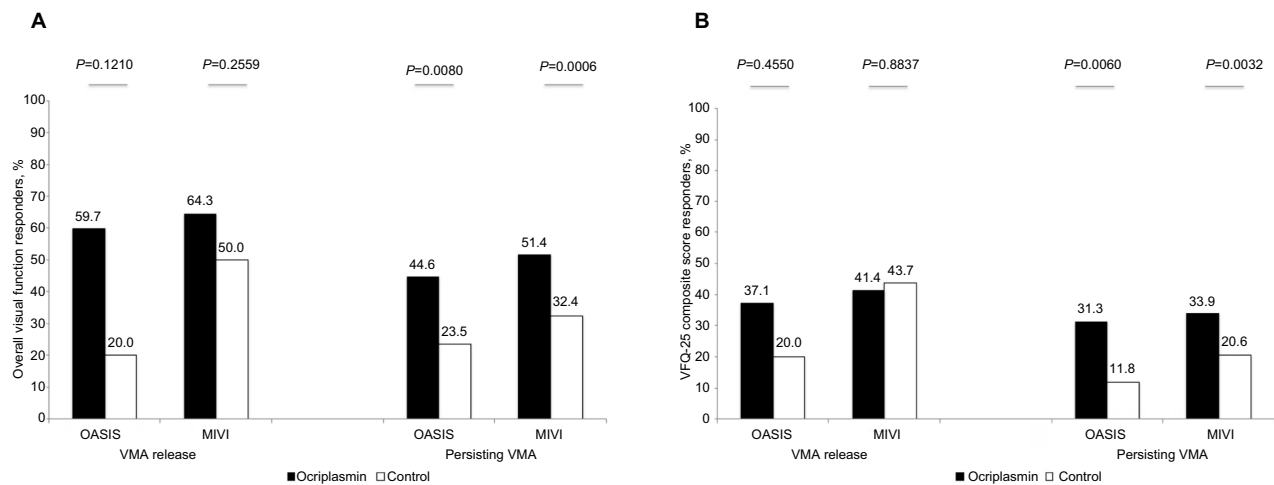 A
P=0.1210
P=0.2559
P=0.0080
P=0.0006
Overall visual function responders, %
100
90
80
70
60
50
40
30
20
10
0
59.7
20.0
64.3
50.0
44.6
23.5
51.4
32.4
OASIS
MIVI
OASIS
MIVI
VMA release
Persisting VMA
Ocriplasmin
Control
B
P=0.4550
P=0.8837
P=0.0060
P=0.0032
VFQ-25 composite score responders, %
100
90
80
70
60
50
40
30
20
10
0
37.1
20.0
41.4
43.7
31.3
11.8
33.9
20.6
OASIS
MIVI
OASIS
MIVI
VMA release
Persisting VMA
Ocriplasmin
Control